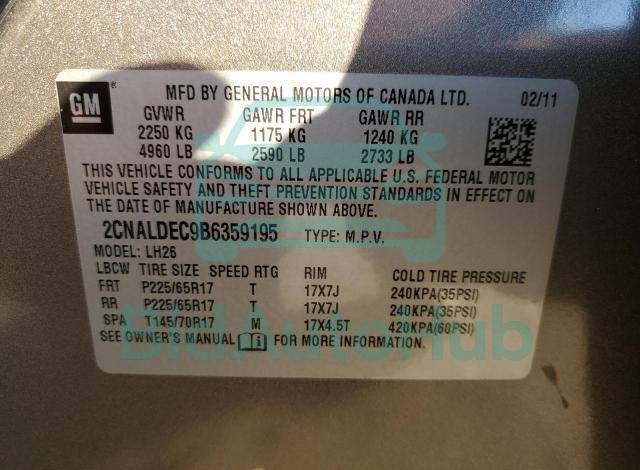 GM
MFD BY GENERAL MOTORS OF CANADA LTD. 02/11
GVWR GAWR FRT GAWR RR
2250 KG 1175 KG 1240 KG
4960 LB 2590 LB 2733 LB
THIS VEHICLE CONFORMS TO ALL APPLICABLE U.S. FEDERAL MOTOR
VEHICLE SAFETY AND THEFT PREVENTION STANDARDS IN EFFECT ON
THE DATE OF MANUFACTURE SHOWN ABOVE.
2CNALDEC9B6359195 TYPE: M.P.V.
MODEL: LH26
LBCW TIRE SIZE SPEED RTG RIM COLD TIRE PRESSURE
FRT P225/65R17 T 17X7J 240KPA(35PSI)
RR P225/65R17 T 17X7J 240KPA(35PSI)
SPA T145/70R17 M 17X4.5T 420KPA(60PSI)
SEE OWNER'S MANUAL FOR MORE INFORMATION.
BidAutoHub